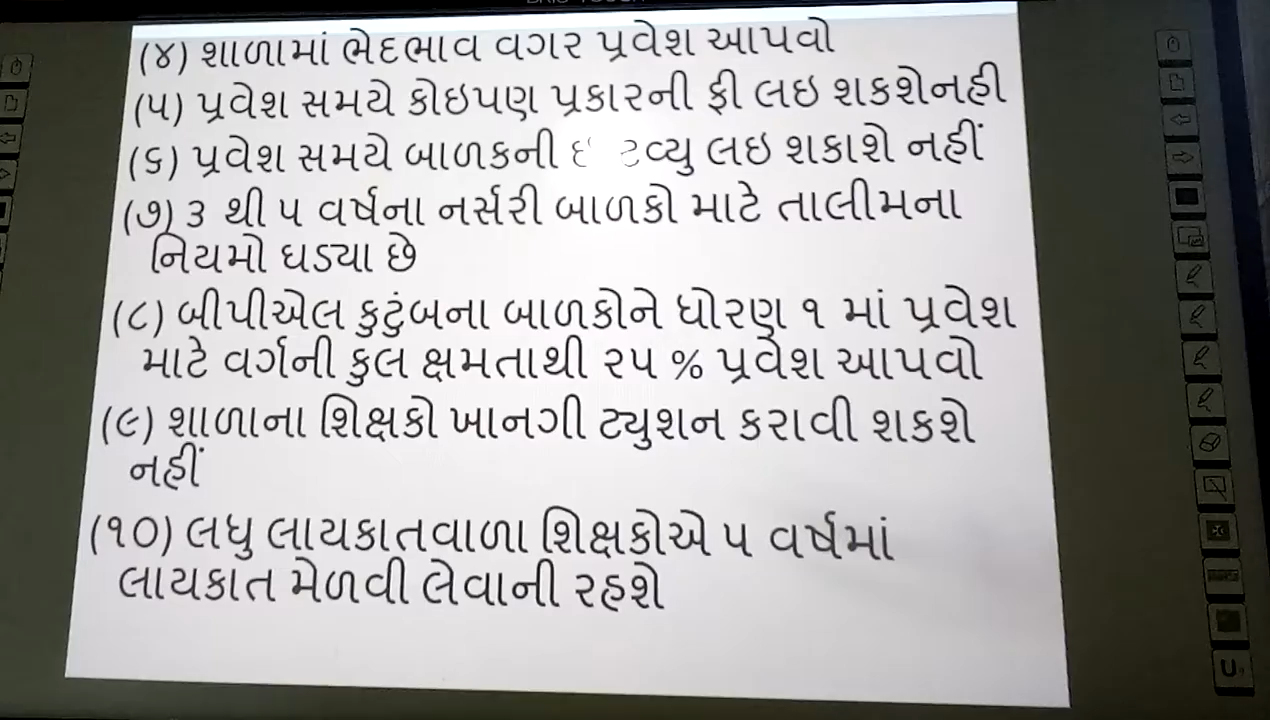 (૪) શાળામાં ભેદભાવ વગર પ્રવેશ આપવો
(૫) પ્રવેશ સમયે કોઇપણ પ્રકારની ફી લઇ શકશેનહી
(૬) પ્રવેશ સમયે બાળકની લઇ શકાશે નહીં
(૭) ૩ થી ૫ વર્ષના નર્સરી બાળકો માટે તાલીમના
નિયમો ઘડ્યા છે
(૮) બીપીએલ કુટુંબના બાળકોને ધોરણ ૧ માં પ્રવેશ
માટે વર્ગની કુલ ક્ષમતાથી ૨૫ % પ્રવેશ આપવો
(૯) શાળાના શિક્ષકો ખાનગી ટ્યુશન કરાવી શકશે
નહીં
(૧૦) લઘુ લાયકાતવાળા શિક્ષકોએ ૫ વર્ષમાં
લાયકાત મેળવી લેવાની રહશે